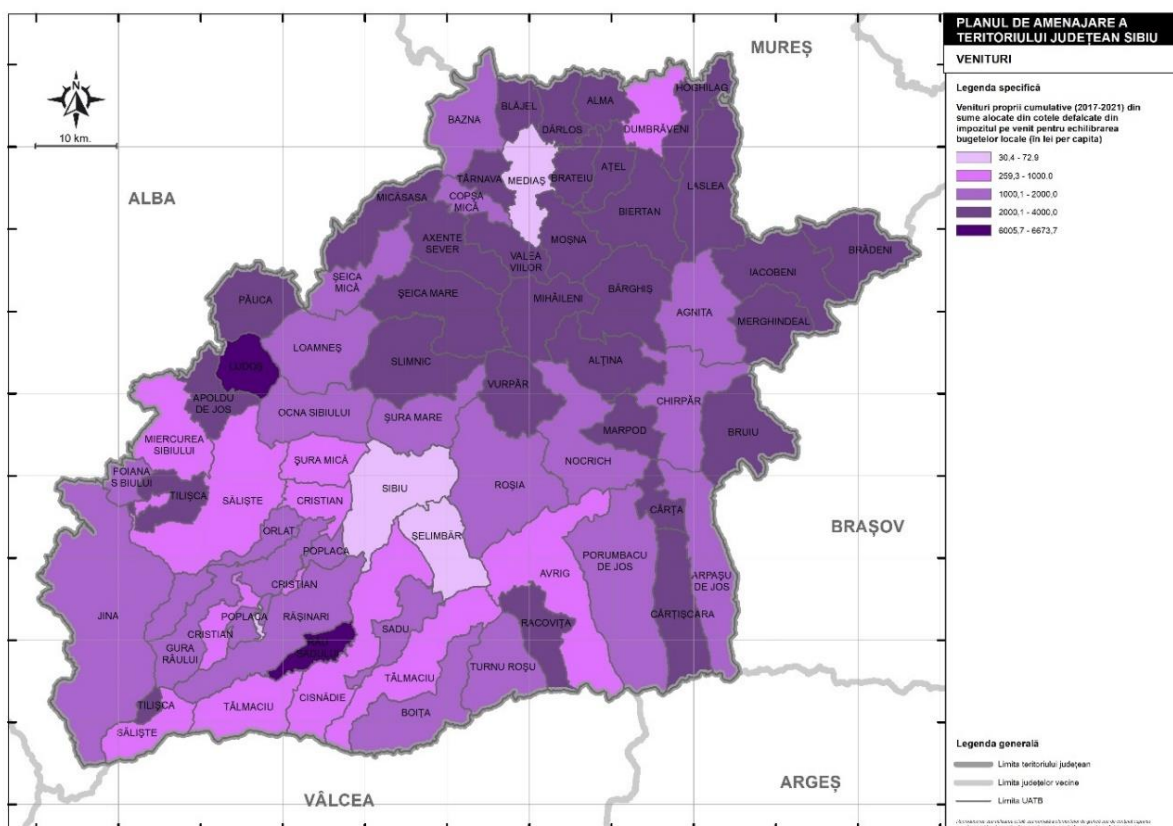 PLANUL DE AMENAJARE A
TERITORIULUI JUDEȚEAN SIBIU
VENITURI
Legenda specifică
Venituri proprii cumulative (2017-2021) din
sume alocate din cotele defalcate din
impozitul pe venit pentru echilibrarea
bugetelor locale (în lei per capita)
30,4 - 72,9
259,3 - 1000,0
1000,1 - 2000,0
2000,1 - 4000,0
6005,7 - 6673,7
N
10 km.
MUREȘ
ALBA
BRAȘOV
ARGEȘ
VÂLCEA
BAZNA
BLĂJEL
ALMA
HOGHILAG
DÂRLOS
DUMBRĂVENI
TÂRNAVA
MEDIAȘ
BRATEIU
AȚEL
LASLEA
MICĂSASA
COPȘA
MICĂ
BIERTAN
AXENTE
SEVER
VALEA
VIILOR
MOȘNA
BRĂDENI
ȘEICA
MICĂ
IACOBENI
PĂUCA
ȘEICA MARE
MIHĂILENI
BÂRGHIȘ
AGNITA
MERGHINDEAL
LOAMNEȘ
SLIMNIC
ALȚINA
LUDOȘ
VURPĂR
APOLDU
DE JOS
CHIRPĂR
OCNA SIBIULUI
ȘURA MARE
MARPOD
BRUIU
MIERCUREA
SIBIULUI
ȘURA MICĂ
NOCRICH
POIANA
SIBIULUI
TILIȘCA
SĂLIȘTE
CRISTIAN
SIBIU
ROȘIA
CÂRȚA
ORLAT
ȘELIMBĂR
POPLACA
AVRIG
PORUMBACU
DE JOS
ARPAȘU
DE JOS
CRISTIAN
JINA
POPLACA
RĂȘINARI
CÂRȚIȘOARA
CRISTIAN
SADU
RACOVIȚA
GURA
RÂULUI
RÂU
SADULUI
TURNU ROȘU
TĂLMACIU
TILIȘCA
TĂLMACIU
CISNĂDIE
BOIȚA
SĂLIȘTE
Legenda generală
Limita teritoriului județean
Limita județelor vecine
Limita UATB